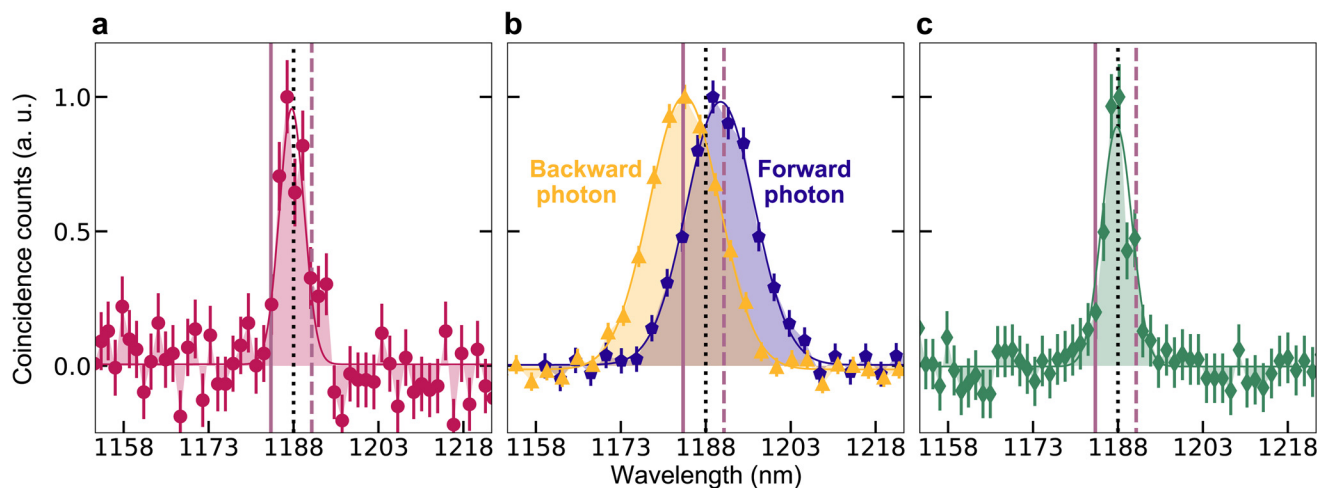 a
b
c
Coincidence counts (a. u.)
1.0
0.5
0.0
Backward
photon
Forward
photon
1158 1173 1188 1203 1218
1158 1173 1188 1203 1218
1158 1173 1188 1203 1218
Wavelength (nm)